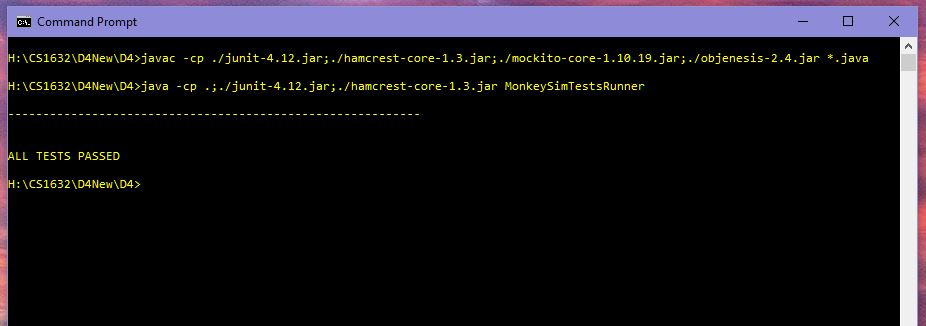 Command Prompt
H:\CS1632\D4New\D4>javac -cp ./junit-4.12.jar;./hamcrest-core-1.3.jar;./mockito-core-1.10.19.jar;./objenesis-2.4.jar *.java
H:\CS1632\D4New\D4>java -cp .;./junit-4.12.jar;./hamcrest-core-1.3.jar MonkeySimTestsRunner
-----------------------------------------------------------
ALL TESTS PASSED
H:\CS1632\D4New\D4>